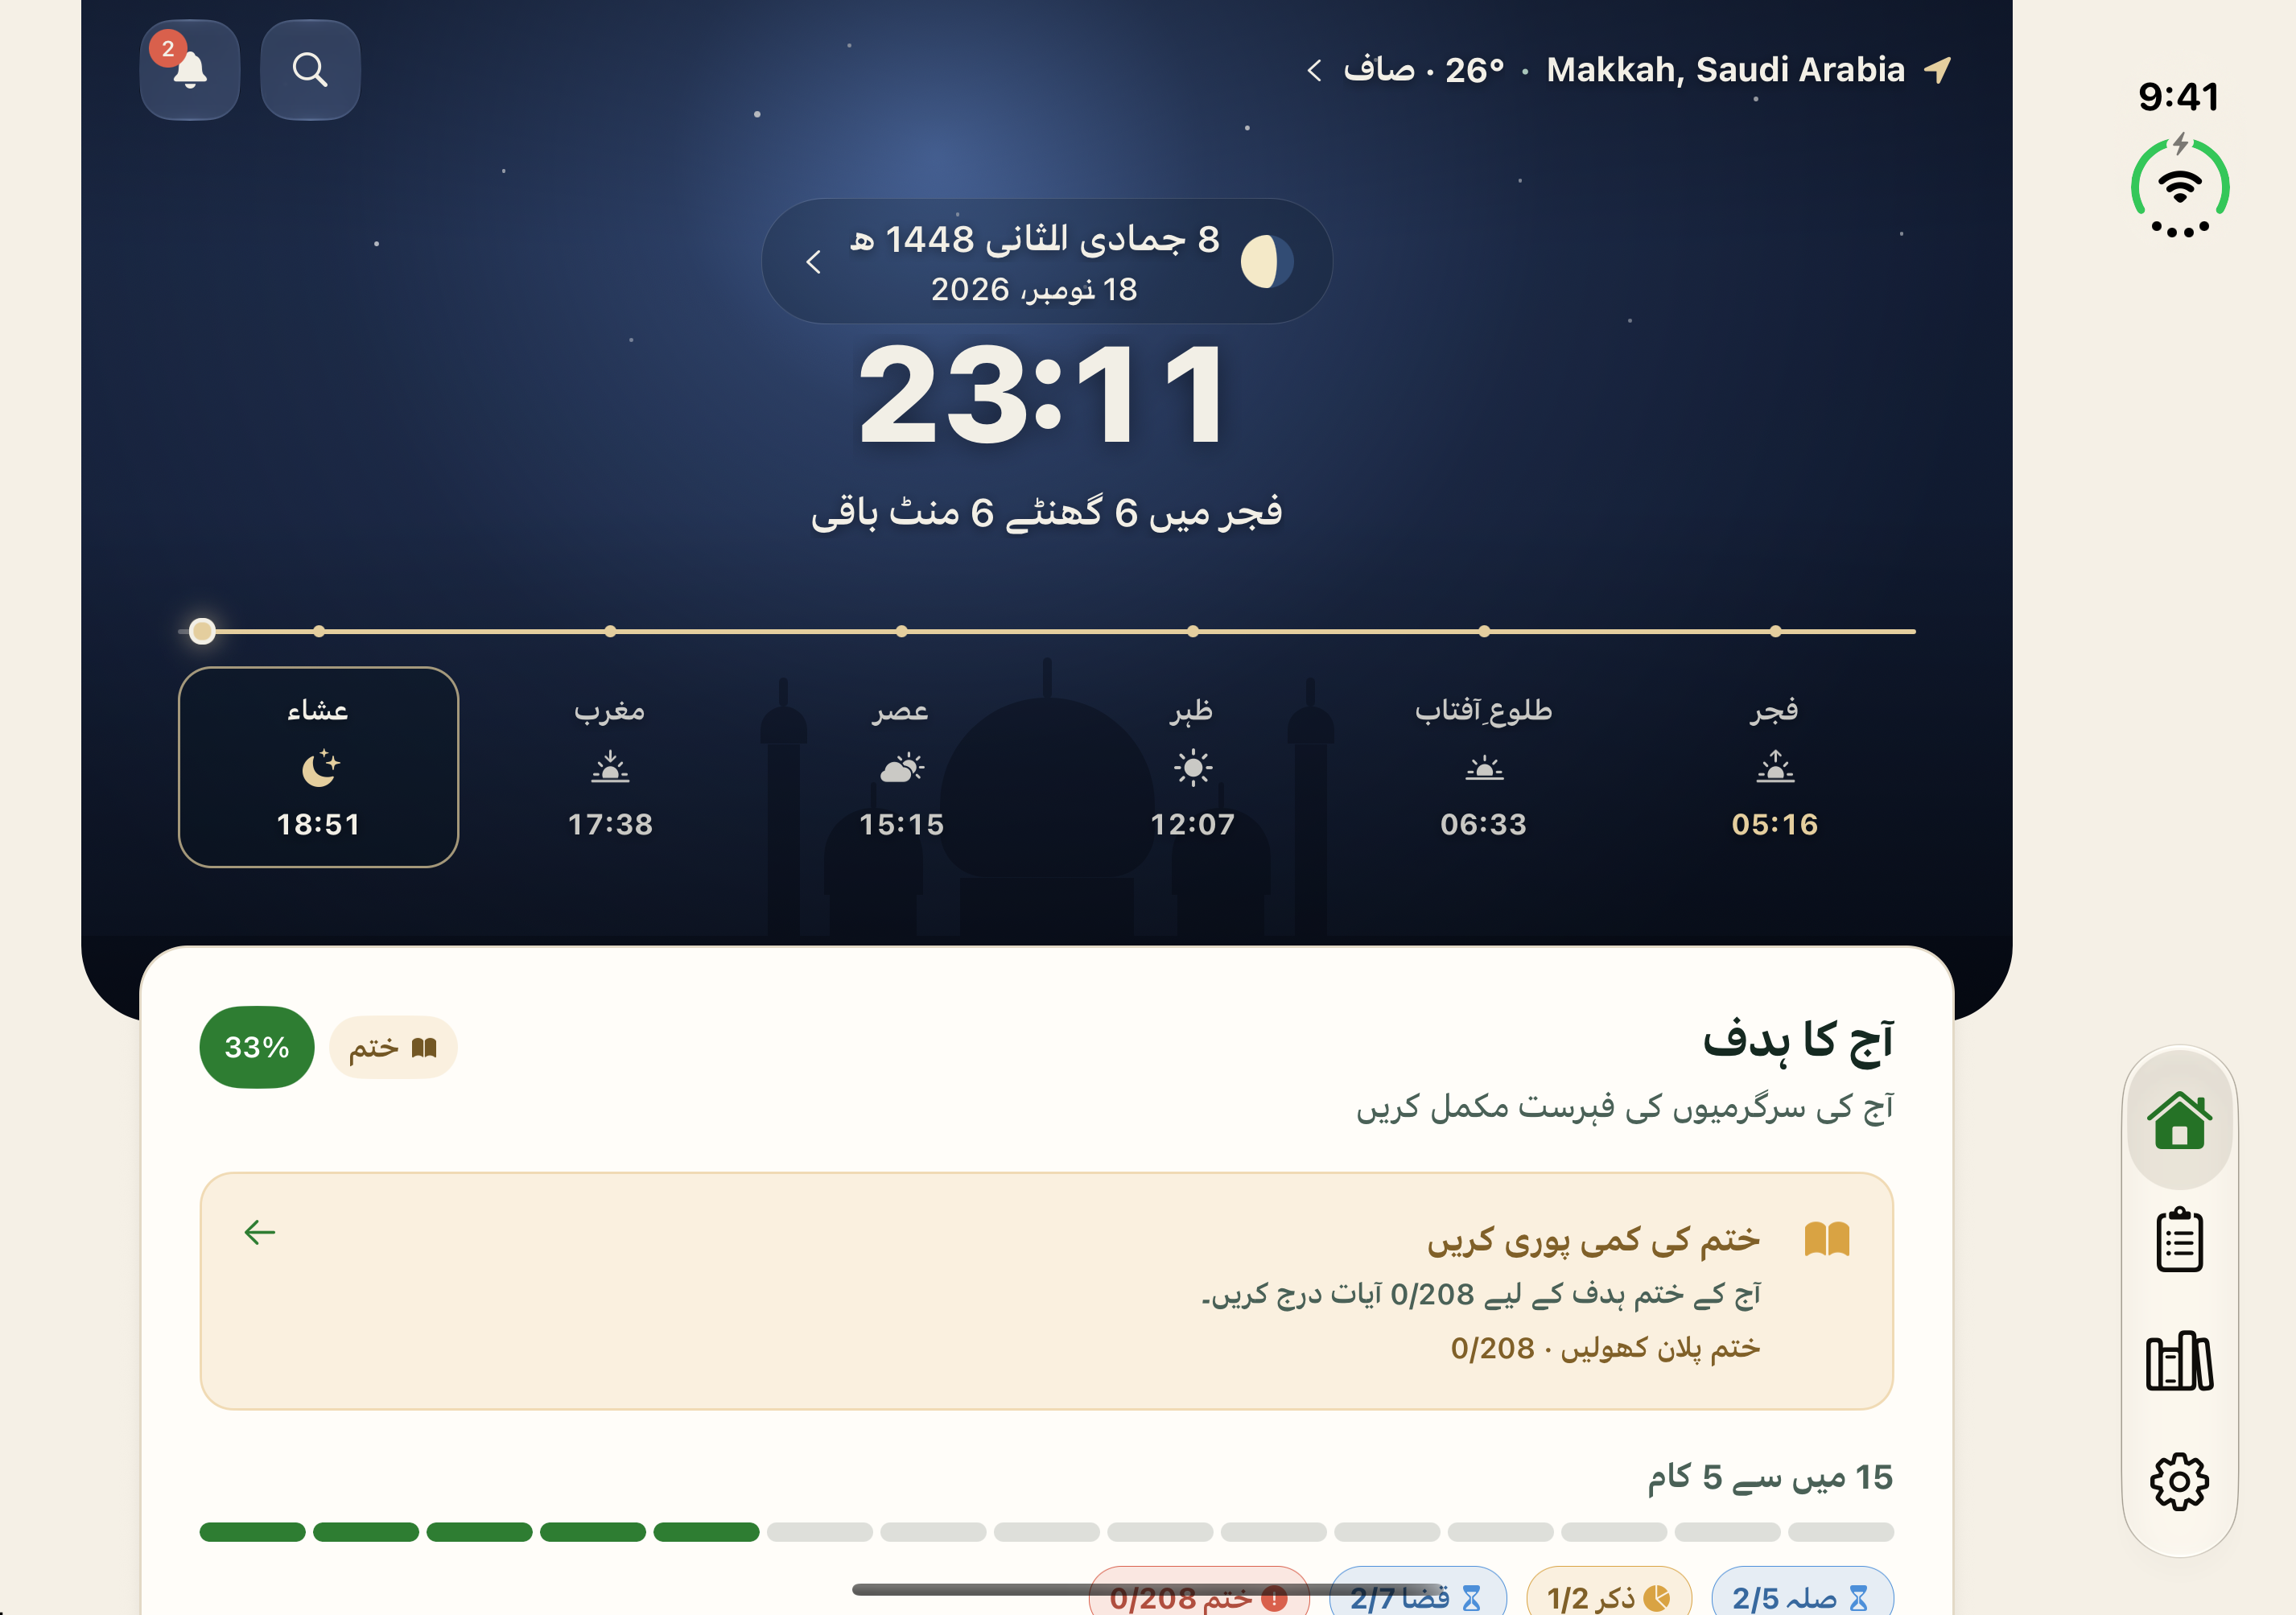 Makkah, Saudi Arabia · 26° · صاف
2
9:41
8 جمادی الثانی 1448 ھ
18 نومبر، 2026
23:11
فجر میں 6 گھنٹے 6 منٹ باقی
فجر طلوعِ آفتاب ظہر عصر مغرب عشاء
05:16 06:33 12:07 15:15 17:38 18:51
آج کا ہدف
ختم 33%
آج کی سرگرمیوں کی فہرست مکمل کریں
ختم کی کمی پوری کریں
آج کے ختم ہدف کے لیے 0/208 آیات درج کریں۔
ختم پلان کھولیں · 0/208
15 میں سے 5 کام
صلہ 2/5 ذکر 1/2 قضا 2/7 ختم 0/208